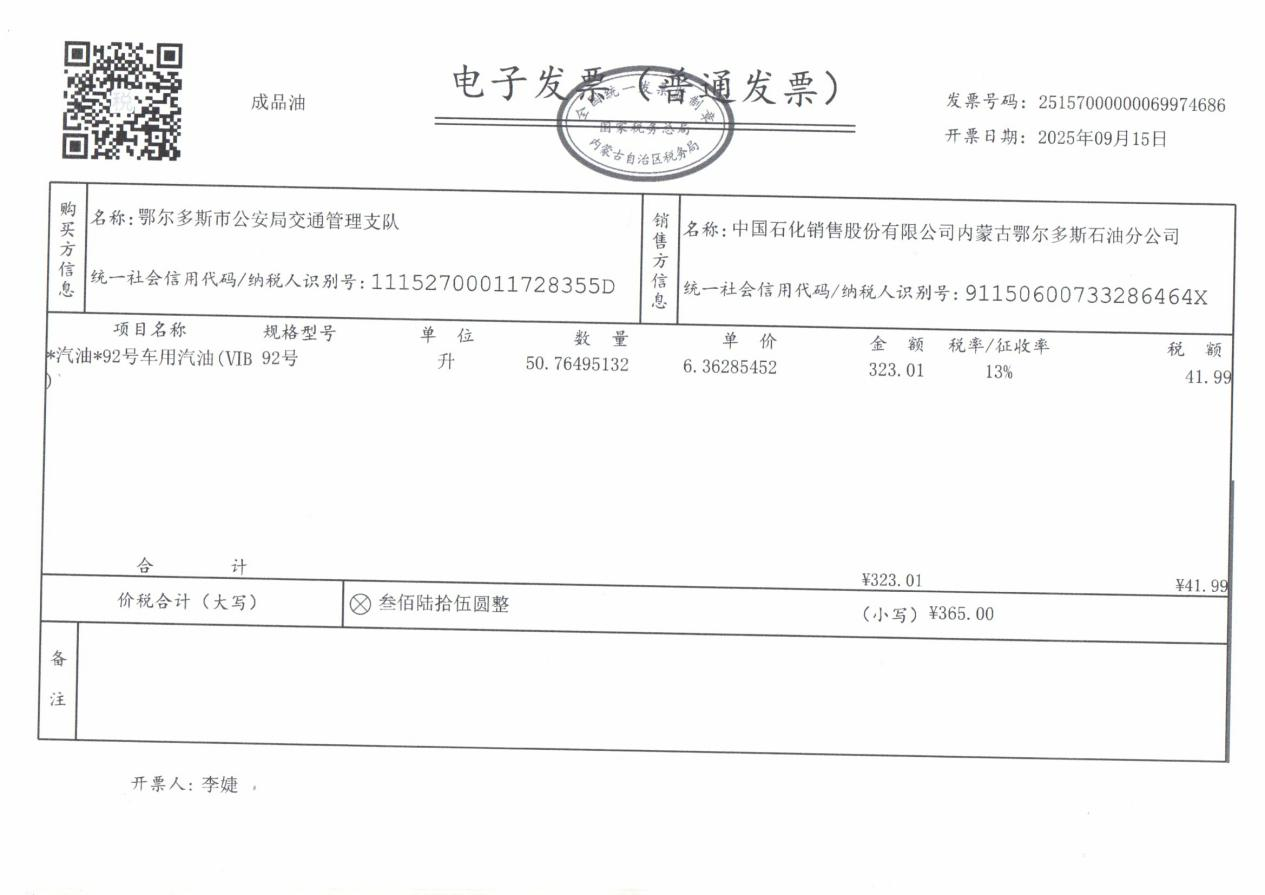 税
成品油
电子发票（普通发票）
全国统一发票监制章
国家税务总局
内蒙古自治区税务局
发票号码：25157000000069974686
开票日期：2025年09月15日
购买方信息
名称：鄂尔多斯市公安局交通管理支队
统一社会信用代码/纳税人识别号：11152700011728355D
销售方信息
名称：中国石化销售股份有限公司内蒙古鄂尔多斯石油分公司
统一社会信用代码/纳税人识别号：91150600733286464X
项目名称 规格型号 单位 数量 单价 金额 税率/征收率 税额
*汽油*92号车用汽油(VIB 92号 升 50.76495132 6.36285452 323.01 13% 41.99
)
合计 ¥323.01 ¥41.99
价税合计（大写） ⊗ 叁佰陆拾伍圆整 （小写）¥365.00
备注
开票人：李婕